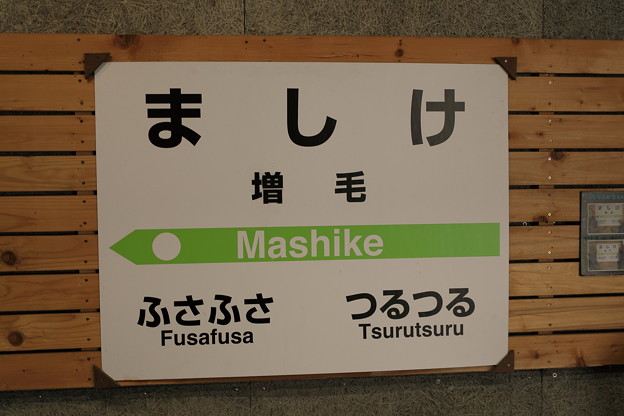 ましけ
増毛
Mashike
ふさふさ つるつる
Fusafusa Tsurutsuru